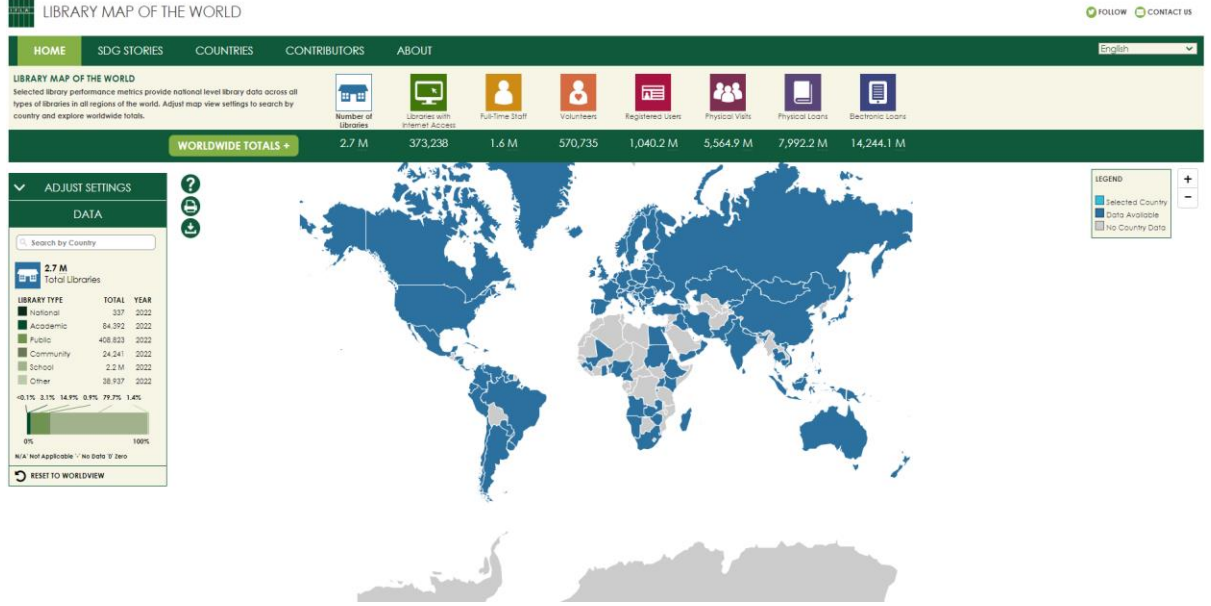 LIBRARY MAP OF THE WORLD
FOLLOW CONTACT US
HOME SDG STORIES COUNTRIES CONTRIBUTORS ABOUT
English
LIBRARY MAP OF THE WORLD
Selected library performance metrics provide national level library data across all
types of libraries in all regions of the world. Adjust map view settings to search by
country and explore worldwide totals.
Number of
Libraries
Libraries with
Internet Access
Full-Time Staff
Volunteers
Registered Users
Physical Visits
Physical Loans
Electronic Loans
WORLDWIDE TOTALS + 2.7 M 373,238 1.6 M 570,735 1,040.2 M 5,564.9 M 7,992.2 M 14,244.1 M
ADJUST SETTINGS
DATA
Search by Country
2.7 M
Total Libraries
LIBRARY TYPE TOTAL YEAR
National 337 2022
Academic 84,392 2022
Public 408,823 2022
Community 24,241 2022
School 2.2 M 2022
Other 38,937 2022
<0.1% 3.1% 14.9% 0.9% 79.7% 1.4%
0% 100%
N/A' Not Applicable '-' No Data '0' Zero
RESET TO WORLDVIEW
?
LEGEND
Selected Country
Data Available
No Country Data
+
-